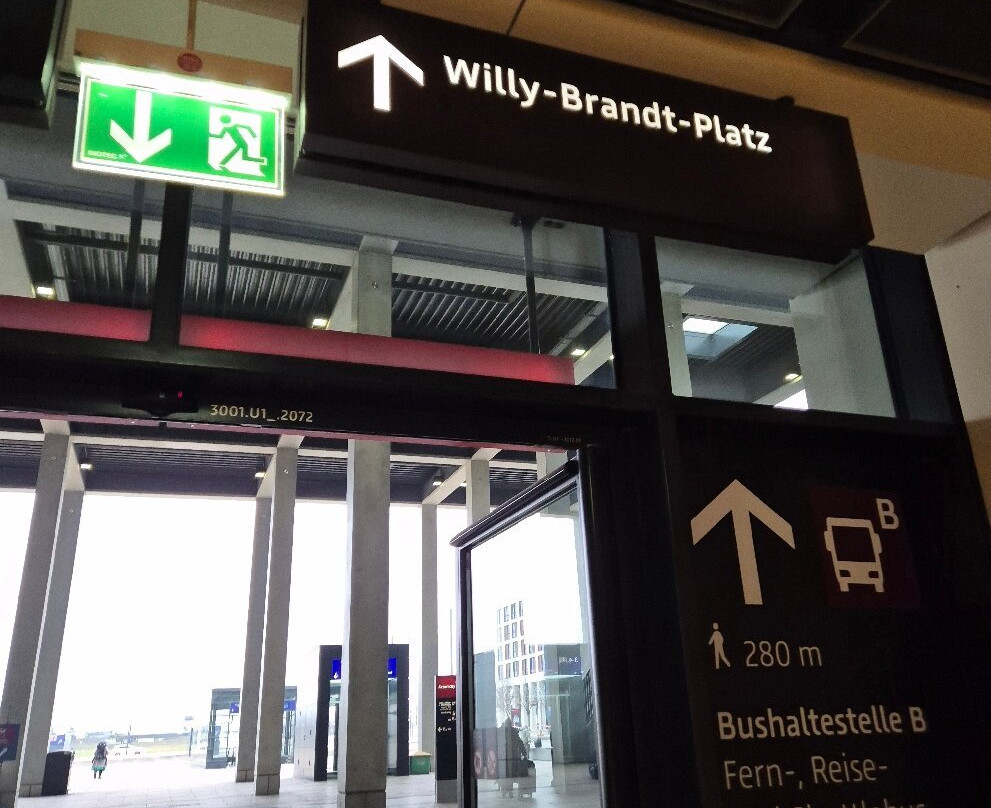 Willy-Brandt-Platz
3001.U1_.2072
B
280 m
Bushaltestelle B
Fern-, Reise-